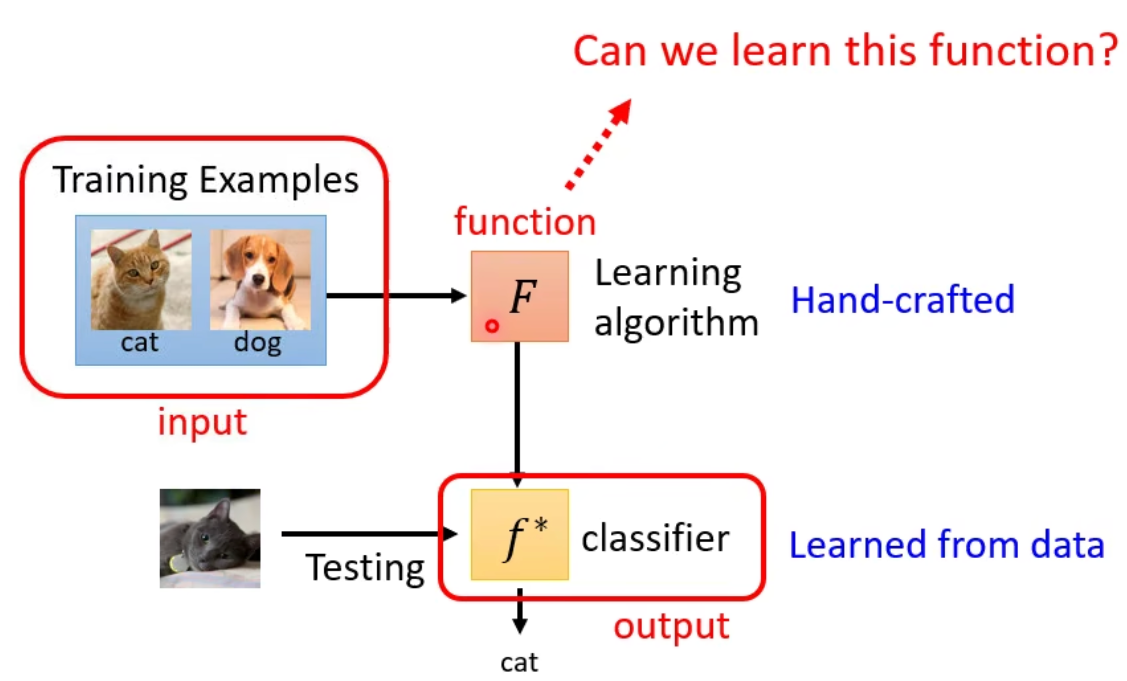 Can we learn this function?
Training Examples
cat
dog
input
function
F
Learning
algorithm
Hand-crafted
Testing
f*
classifier
Learned from data
output
cat